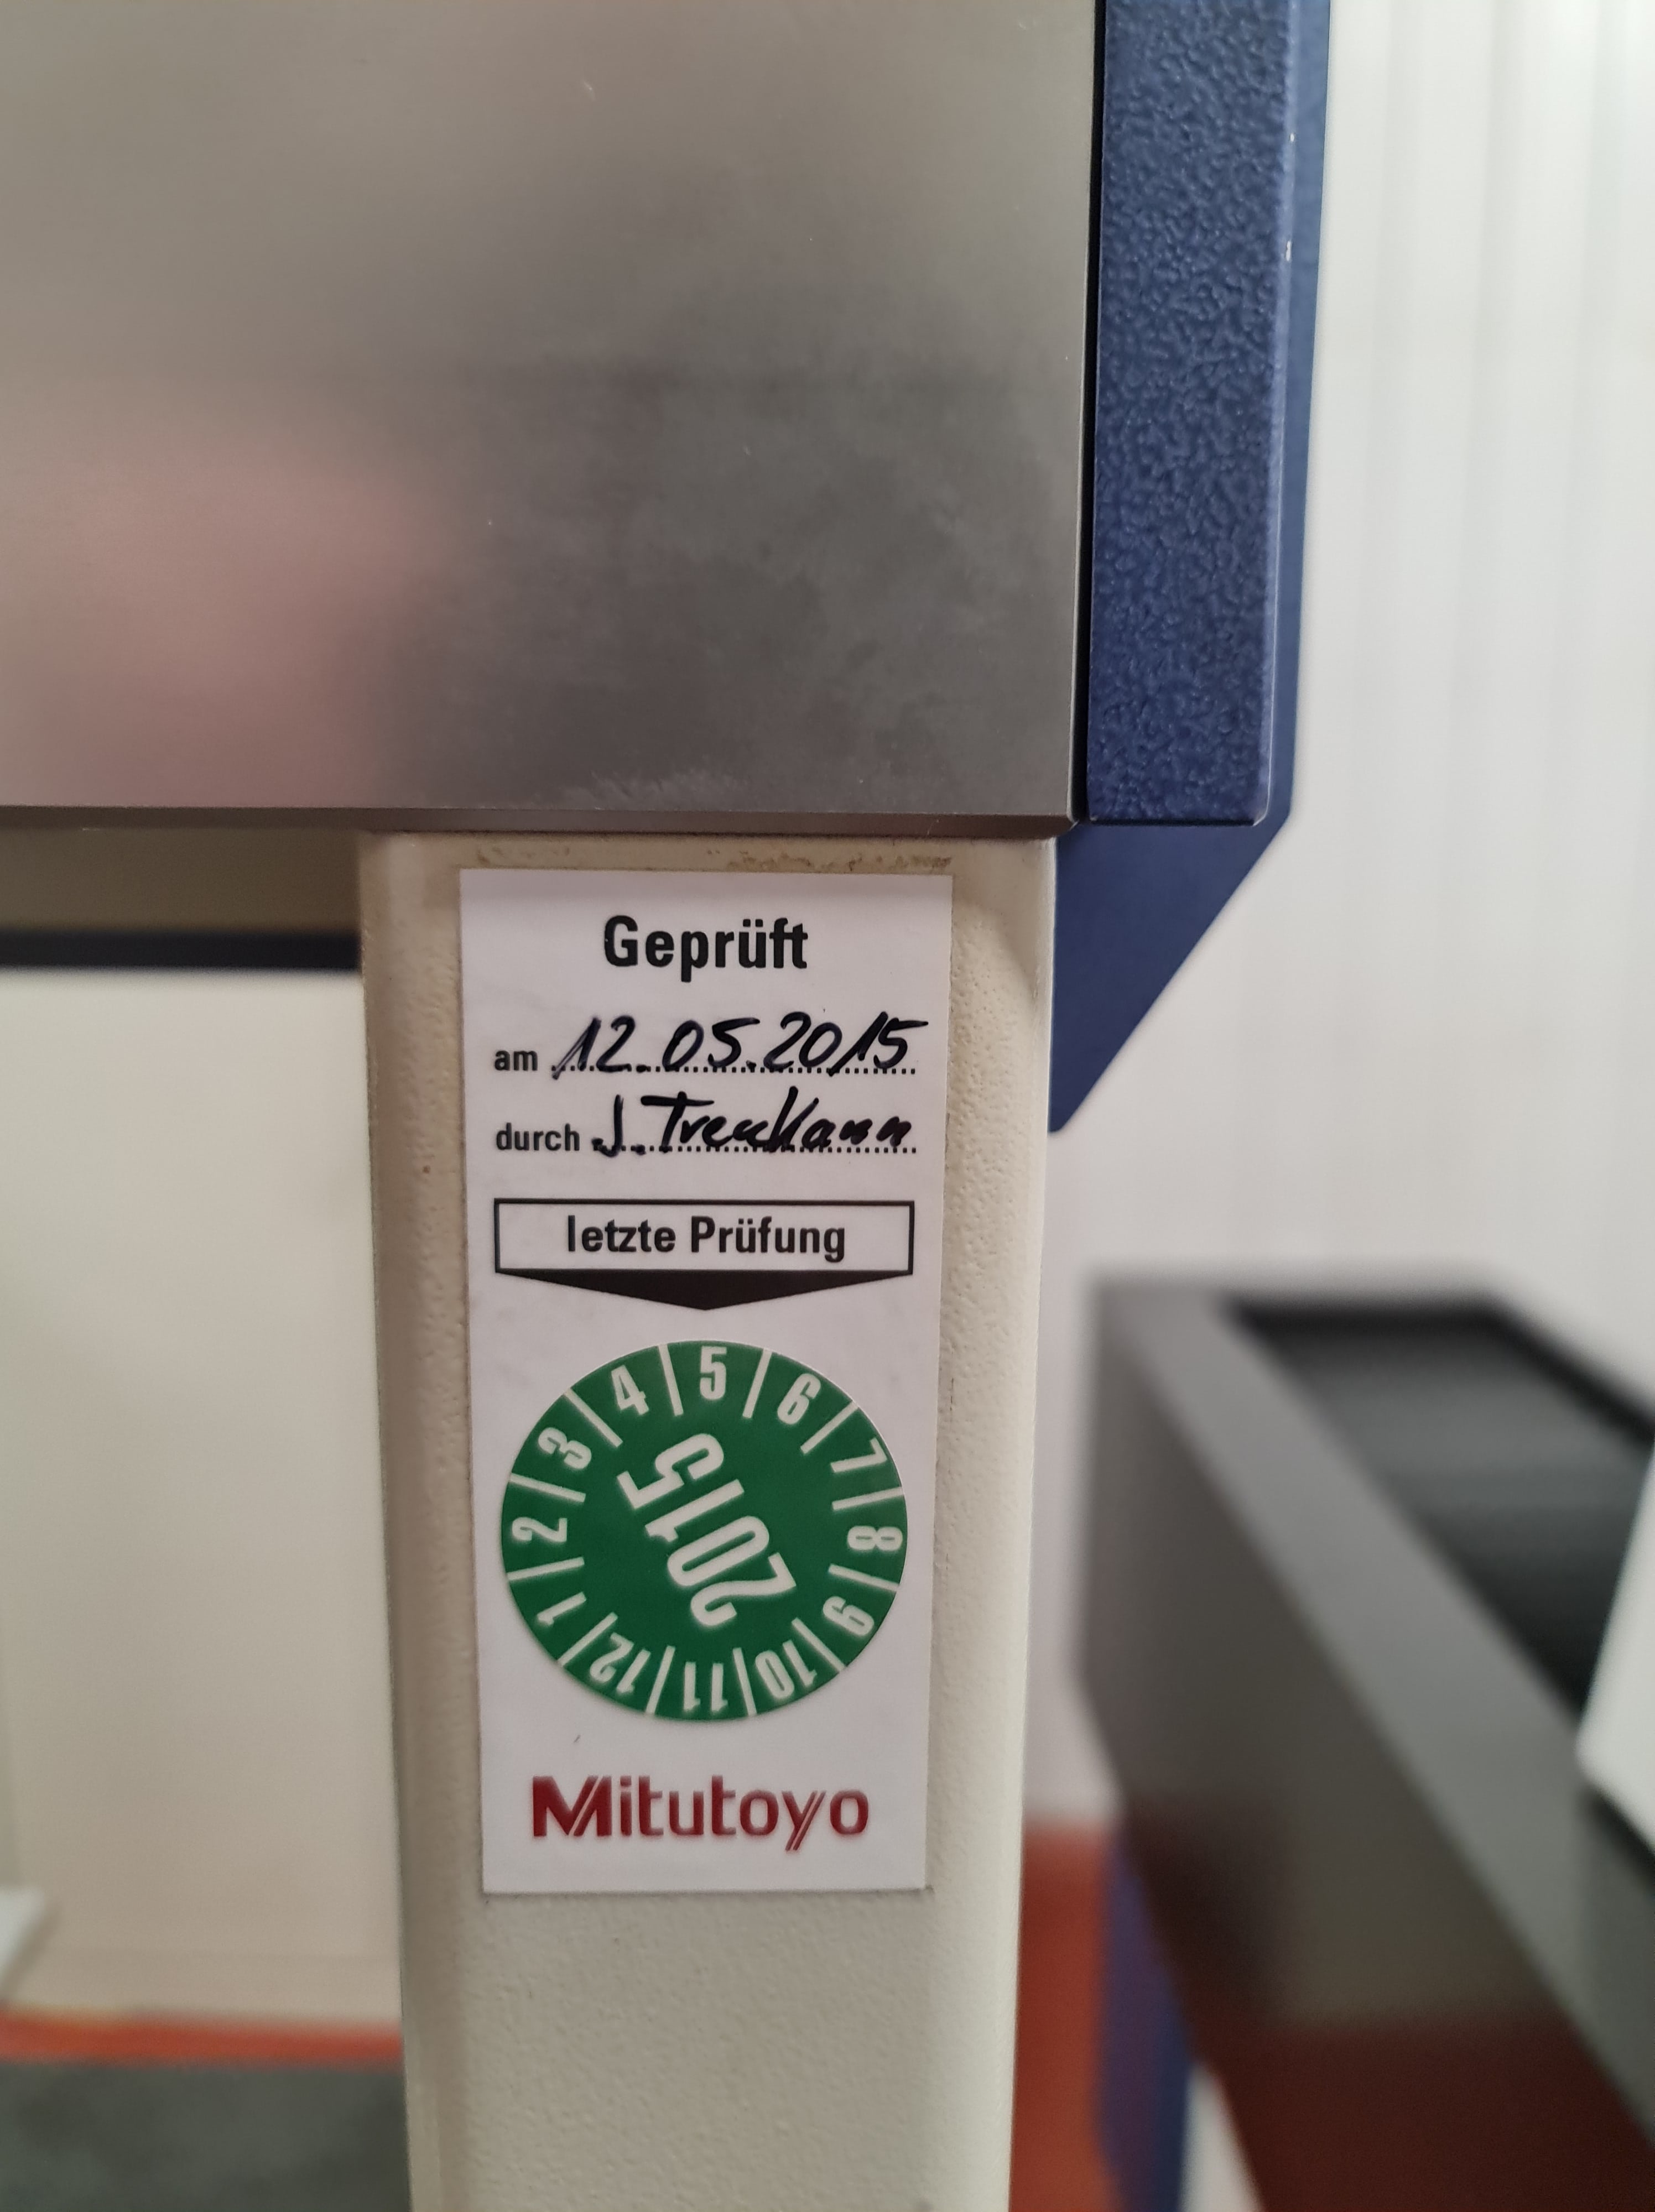 Geprüft
am 12.05.2015
durch J. Trenkann
letzte Prüfung
1 2 3 4 5 6 7 8 9 10 11 12
2015
Mitutoyo